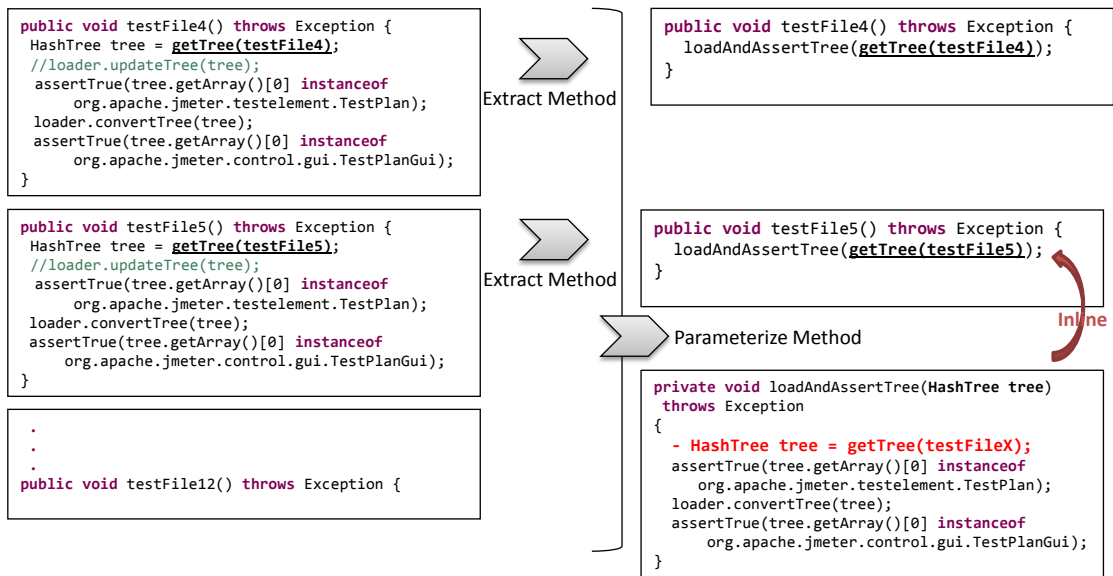 public void testFile4() throws Exception {
HashTree tree = getTree(testFile4);
//loader.updateTree(tree);
assertTrue(tree.getArray()[0] instanceof
org.apache.jmeter.testelement.TestPlan);
loader.convertTree(tree);
assertTrue(tree.getArray()[0] instanceof
org.apache.jmeter.control.gui.TestPlanGui);
}
Extract Method
public void testFile4() throws Exception {
loadAndAssertTree(getTree(testFile4));
}
public void testFile5() throws Exception {
HashTree tree = getTree(testFile5);
//loader.updateTree(tree);
assertTrue(tree.getArray()[0] instanceof
org.apache.jmeter.testelement.TestPlan);
loader.convertTree(tree);
assertTrue(tree.getArray()[0] instanceof
org.apache.jmeter.control.gui.TestPlanGui);
}
Extract Method
public void testFile5() throws Exception {
loadAndAssertTree(getTree(testFile5));
}
Inline
Parameterize Method
.
.
.
public void testFile12() throws Exception {
private void loadAndAssertTree(HashTree tree)
throws Exception
{
- HashTree tree = getTree(testFileX);
assertTrue(tree.getArray()[0] instanceof
org.apache.jmeter.testelement.TestPlan);
loader.convertTree(tree);
assertTrue(tree.getArray()[0] instanceof
org.apache.jmeter.control.gui.TestPlanGui);
}